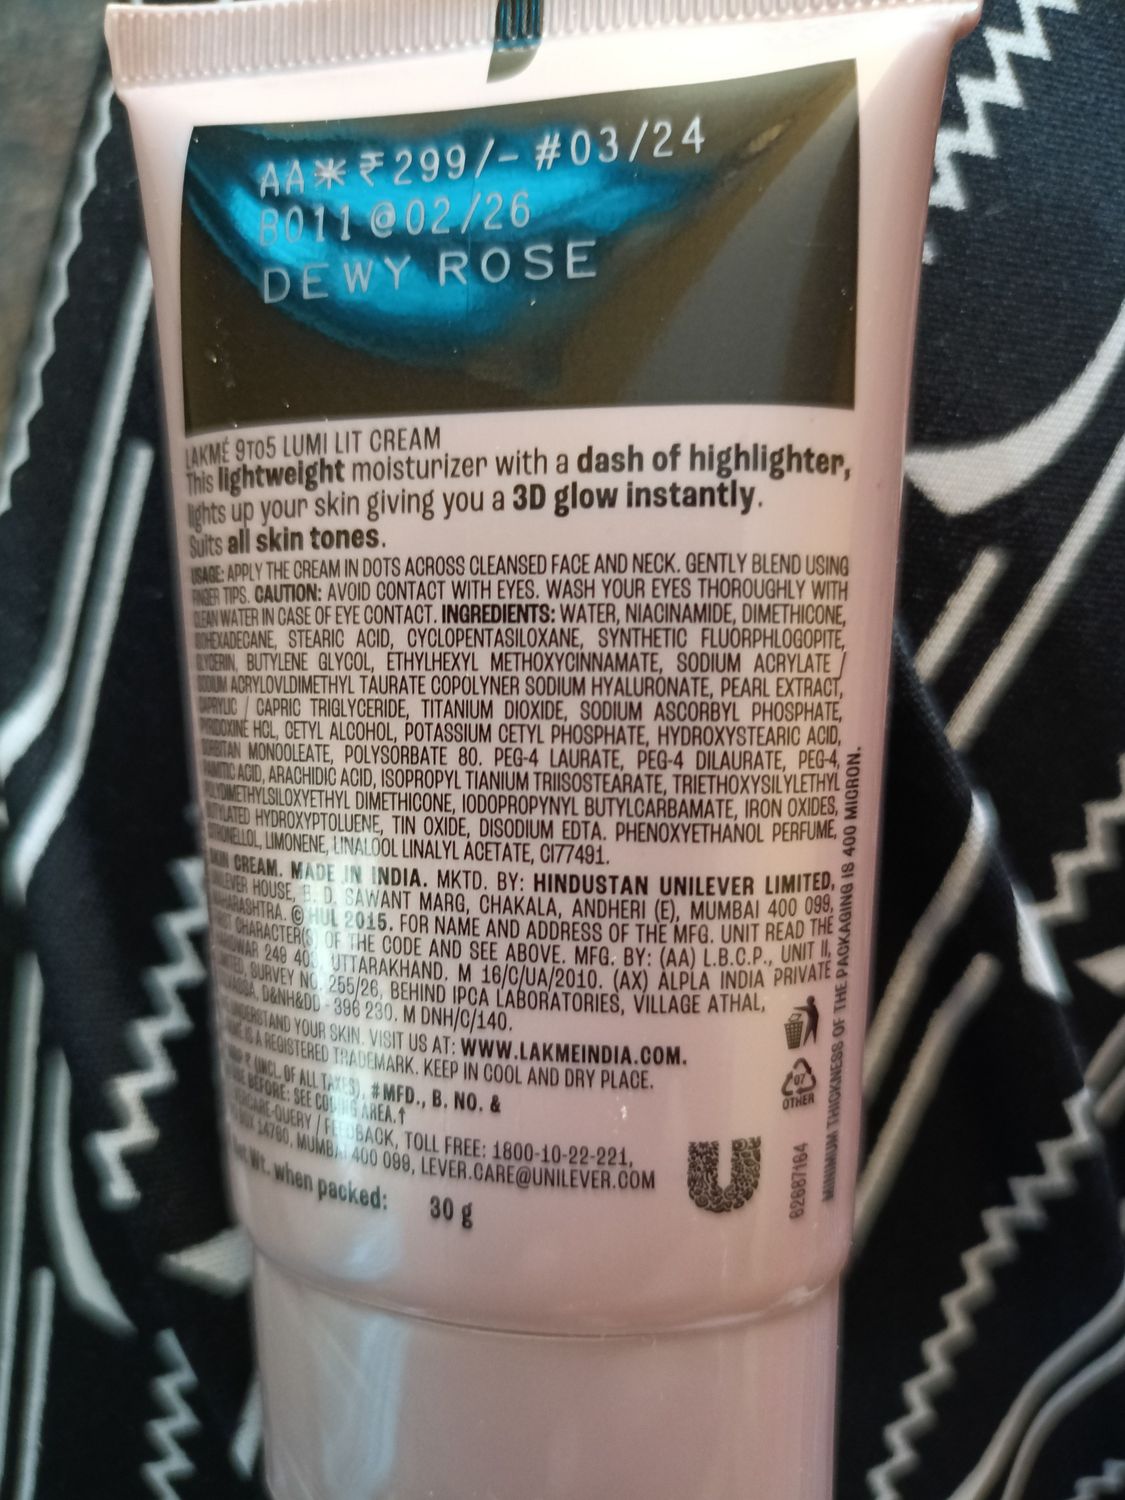 AA*₹299/- #03/24
B011@02/26
DEWY ROSE
LAKMÉ 9TO5 LUMI LIT CREAM
This lightweight moisturizer with a dash of highlighter,
lights up your skin giving you a 3D glow instantly.
Suits all skin tones.
USAGE: APPLY THE CREAM IN DOTS ACROSS CLEANSED FACE AND NECK. GENTLY BLEND USING
FINGER TIPS. CAUTION: AVOID CONTACT WITH EYES. WASH YOUR EYES THOROUGHLY WITH
CLEAN WATER IN CASE OF EYE CONTACT. INGREDIENTS: WATER, NIACINAMIDE, DIMETHICONE,
ISOHEXADECANE, STEARIC ACID, CYCLOPENTASILOXANE, SYNTHETIC FLUORPHLOGOPITE,
GLYCERIN, BUTYLENE GLYCOL, ETHYLHEXYL METHOXYCINNAMATE, SODIUM ACRYLATE /
SODIUM ACRYLOVLDIMETHYL TAURATE COPOLYNER SODIUM HYALURONATE, PEARL EXTRACT,
CAPRYLIC / CAPRIC TRIGLYCERIDE, TITANIUM DIOXIDE, SODIUM ASCORBYL PHOSPHATE,
PYRIDOXINE HCL, CETYL ALCOHOL, POTASSIUM CETYL PHOSPHATE, HYDROXYSTEARIC ACID,
SORBITAN MONOOLEATE, POLYSORBATE 80. PEG-4 LAURATE, PEG-4 DILAURATE, PEG-4,
PALMITIC ACID, ARACHIDIC ACID, ISOPROPYL TIANIUM TRIISOSTEARATE, TRIETHOXYSILYLETHYL
POLYDIMETHYLSILOXYETHYL DIMETHICONE, IODOPROPYNYL BUTYLCARBAMATE, IRON OXIDES,
BUTYLATED HYDROXYPTOLUENE, TIN OXIDE, DISODIUM EDTA. PHENOXYETHANOL PERFUME,
CITRONELLOL, LIMONENE, LINALOOL LINALYL ACETATE, CI77491.
SKIN CREAM. MADE IN INDIA. MKTD. BY: HINDUSTAN UNILEVER LIMITED,
UNILEVER HOUSE, B. D. SAWANT MARG, CHAKALA, ANDHERI (E), MUMBAI 400 099,
MAHARASHTRA. © HUL 2015. FOR NAME AND ADDRESS OF THE MFG. UNIT READ THE
FIRST CHARACTER(S) OF THE CODE AND SEE ABOVE. MFG. BY: (AA) L.B.C.P., UNIT II,
HARIDWAR 249 403, UTTARAKHAND. M 16/C/UA/2010. (AX) ALPLA INDIA PRIVATE
LIMITED, SURVEY NO. 255/26, BEHIND IPCA LABORATORIES, VILLAGE ATHAL,
D&NH&DD - 396 230. M DNH/C/140.
UNDERSTAND YOUR SKIN. VISIT US AT: WWW.LAKMEINDIA.COM.
IS A REGISTERED TRADEMARK. KEEP IN COOL AND DRY PLACE.
(INCL. OF ALL TAXES), #MFD., B. NO. &
BEFORE: SEE CODING AREA.↑
LEVERCARE-QUERY / FEEDBACK, TOLL FREE: 1800-10-22-221,
BOX 14760, MUMBAI 400 099, LEVER.CARE@UNILEVER.COM
Net Wt. when packed: 30 g
07
OTHER
62687164
MINIMUM THICKNESS OF THE PACKAGING IS 400 MICRON.